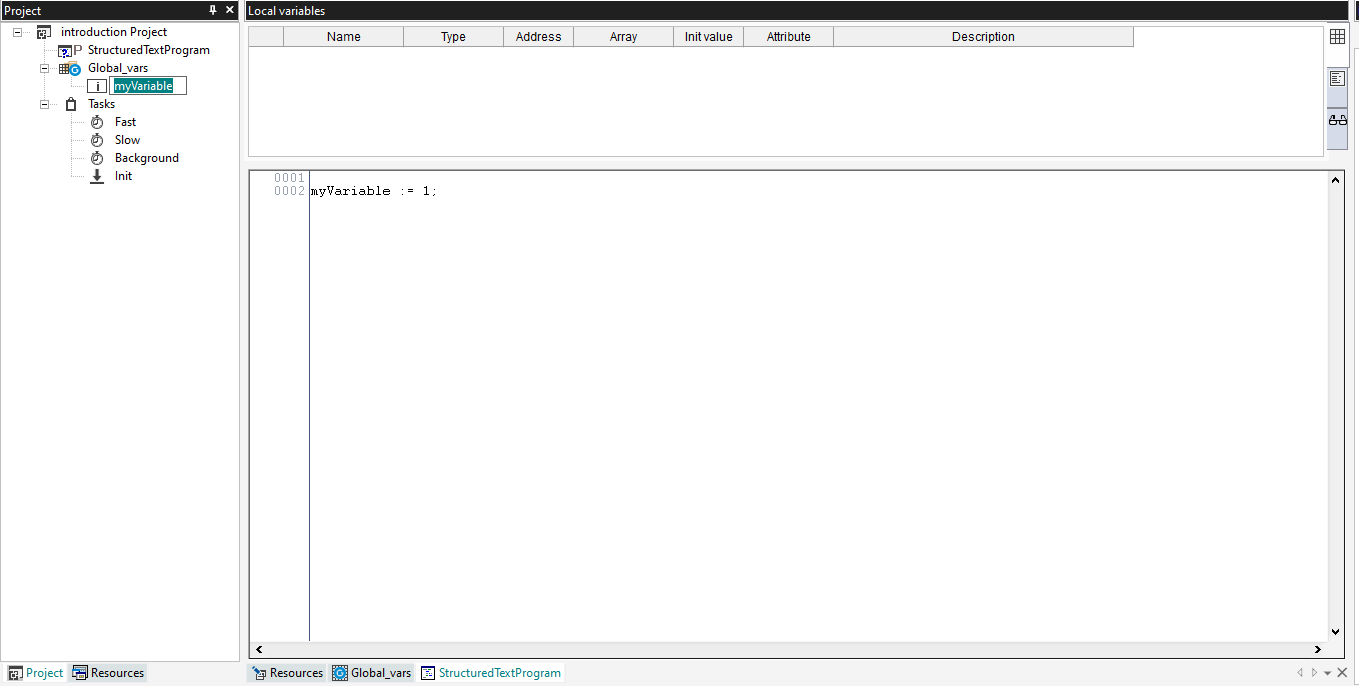 Project
introduction Project
P StructuredTextProgram
Global_vars
i myVariable
Tasks
Fast
Slow
Background
Init
Project Resources
Local variables
Name Type Address Array Init value Attribute Description
0001
0002 myVariable := 1;
Resources Global_vars StructuredTextProgram